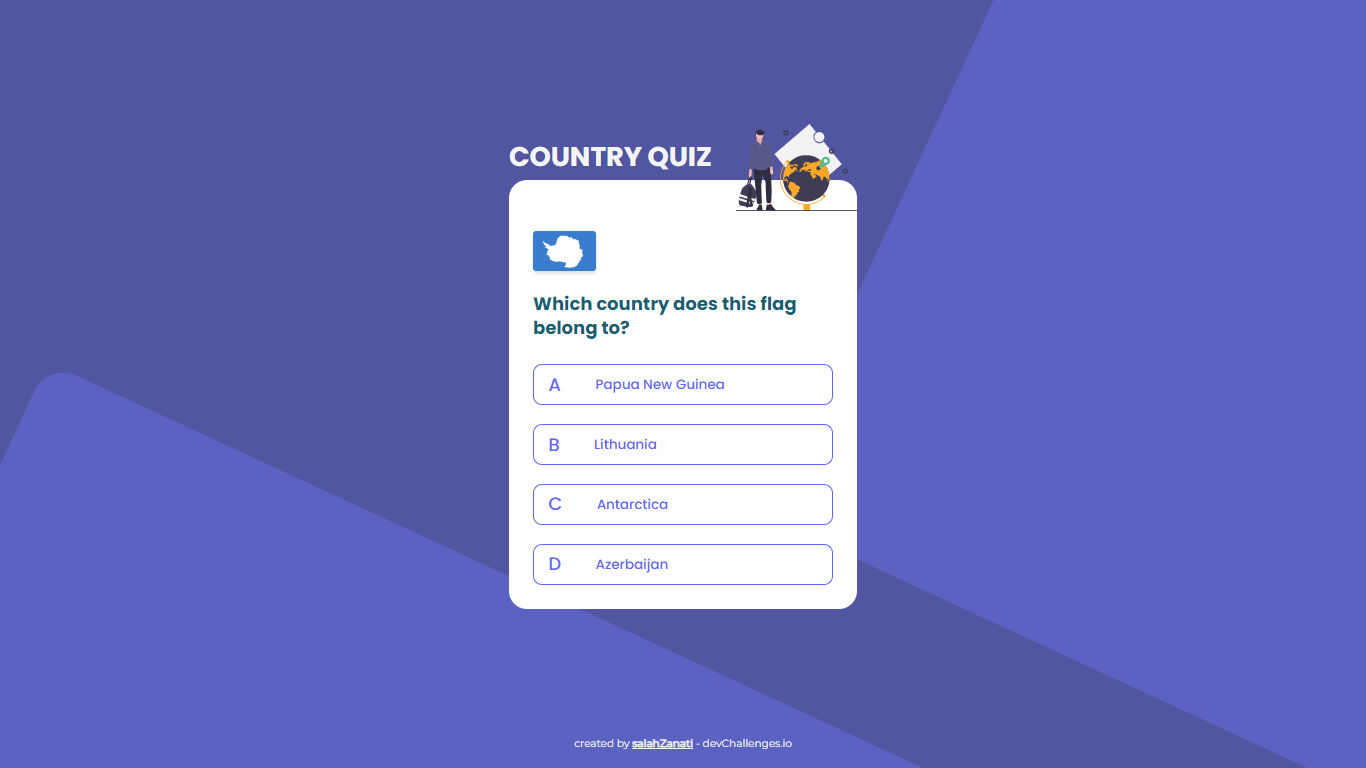 COUNTRY QUIZ
Which country does this flag
belong to?
A Papua New Guinea
B Lithuania
C Antarctica
D Azerbaijan
created by salahZanati - devChallenges.io